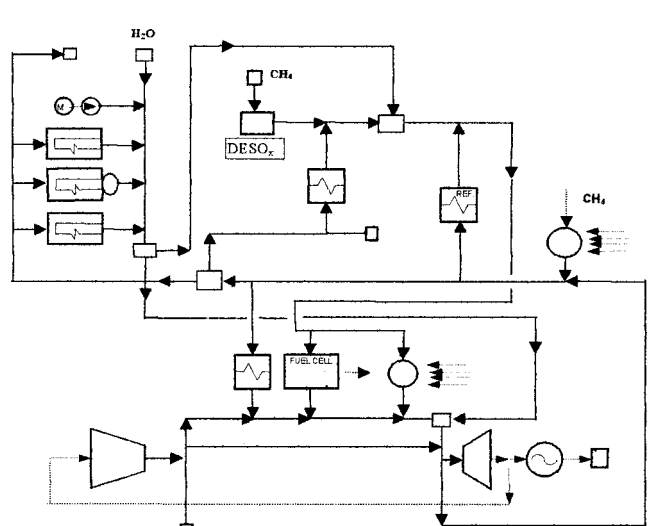 H₂O
CH₄
M
DESOₓ
REF.
CH₄
FUEL CELL